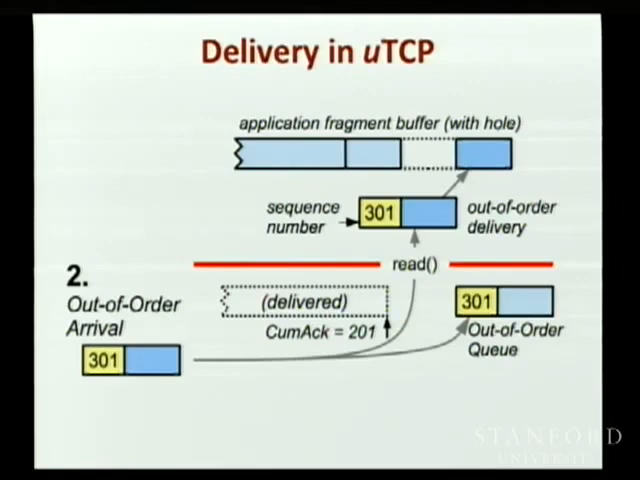 Delivery in uTCP
application fragment buffer (with hole)
sequence
number
301
out-of-order
delivery
read()
2.
Out-of-Order
Arrival
301
(delivered)
CumAck = 201
301
Out-of-Order
Queue
STANFORD
UNIVERSITY